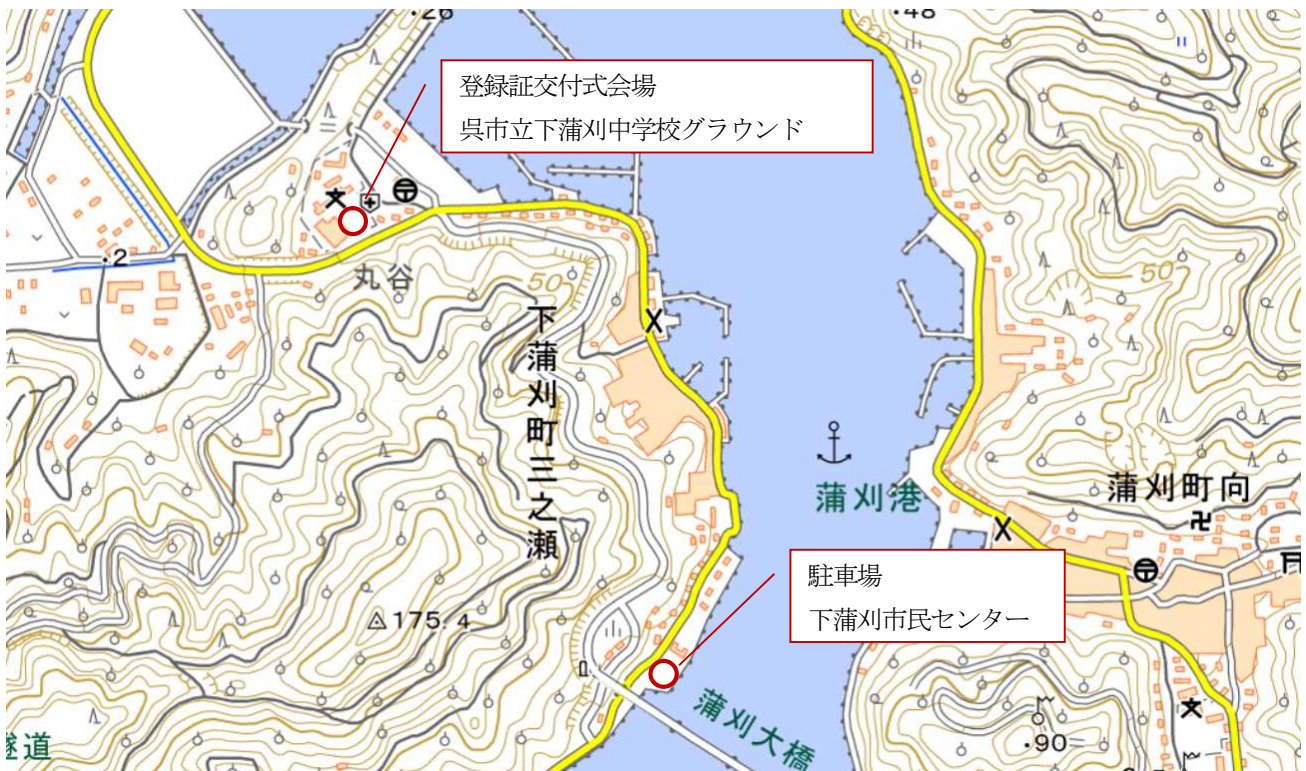 ・26
・48
登録証交付式会場
呉市立下蒲刈中学校グラウンド
・2
丸谷
50
50
下蒲刈町三之瀬
蒲刈港
蒲刈町向
駐車場
下蒲刈市民センター
175.4
蒲刈大橋
・90
隧道